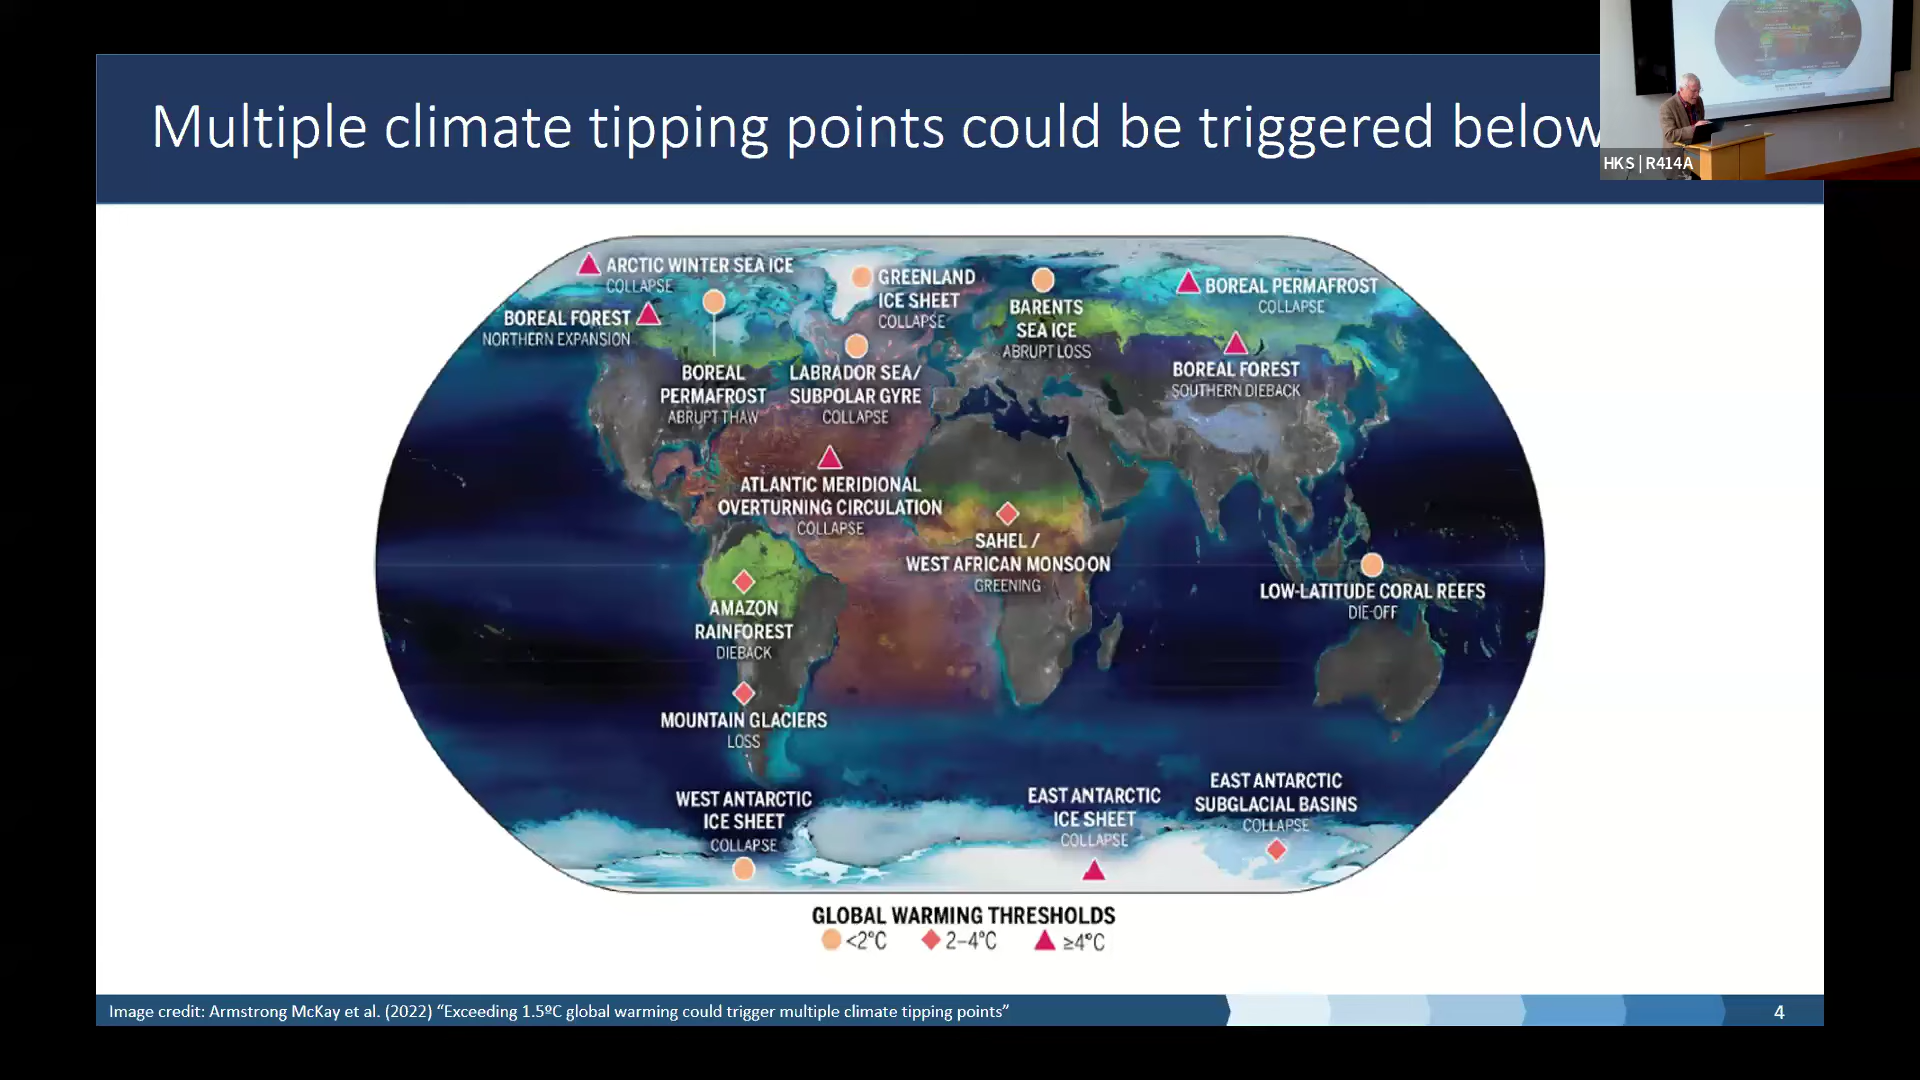 Multiple climate tipping points could be triggered below
HKS | R414A
ARCTIC WINTER SEA ICE
COLLAPSE
GREENLAND
ICE SHEET
COLLAPSE
BARENTS
SEA ICE
ABRUPT LOSS
BOREAL PERMAFROST
COLLAPSE
BOREAL FOREST
NORTHERN EXPANSION
BOREAL
PERMAFROST
ABRUPT THAW
LABRADOR SEA/
SUBPOLAR GYRE
COLLAPSE
BOREAL FOREST
SOUTHERN DIEBACK
ATLANTIC MERIDIONAL
OVERTURNING CIRCULATION
COLLAPSE
SAHEL /
WEST AFRICAN MONSOON
GREENING
LOW-LATITUDE CORAL REEFS
DIE-OFF
AMAZON
RAINFOREST
DIEBACK
MOUNTAIN GLACIERS
LOSS
WEST ANTARCTIC
ICE SHEET
COLLAPSE
EAST ANTARCTIC
ICE SHEET
COLLAPSE
EAST ANTARCTIC
SUBGLACIAL BASINS
COLLAPSE
GLOBAL WARMING THRESHOLDS
<2°C 2–4°C ≥4°C
Image credit: Armstrong McKay et al. (2022) “Exceeding 1.5ºC global warming could trigger multiple climate tipping points”
4